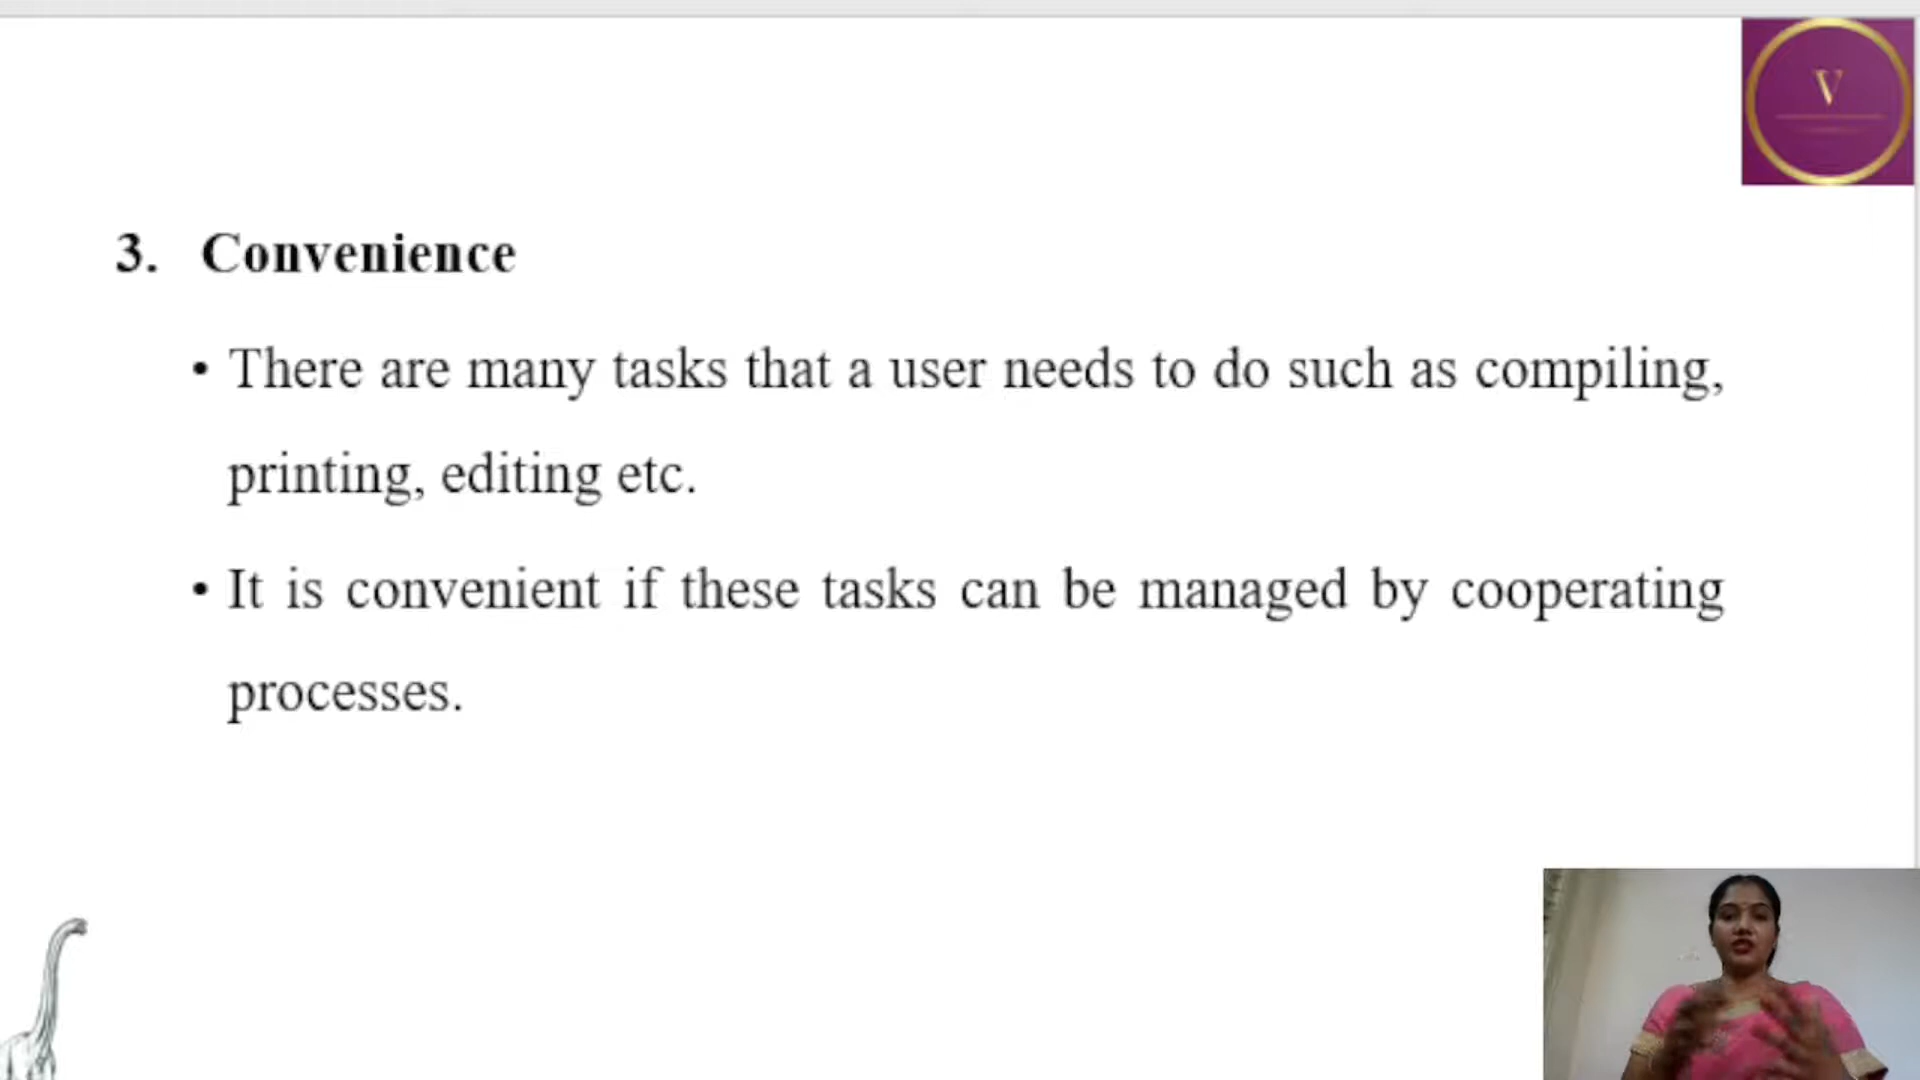 V
3. Convenience
• There are many tasks that a user needs to do such as compiling,
printing, editing etc.
• It is convenient if these tasks can be managed by cooperating
processes.